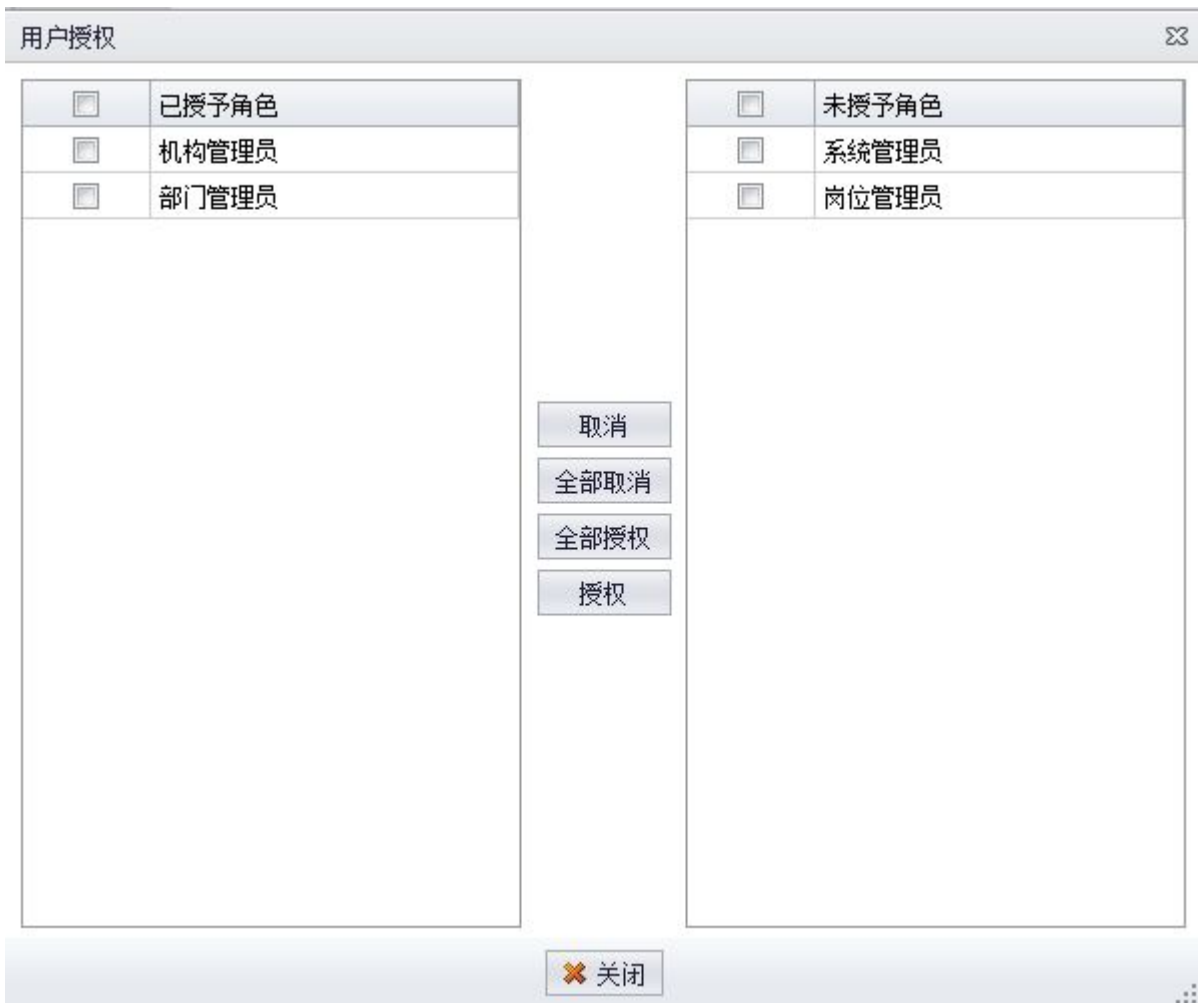 用户授权
已授予角色
机构管理员
部门管理员
取消
全部取消
全部授权
授权
未授予角色
系统管理员
岗位管理员
关闭